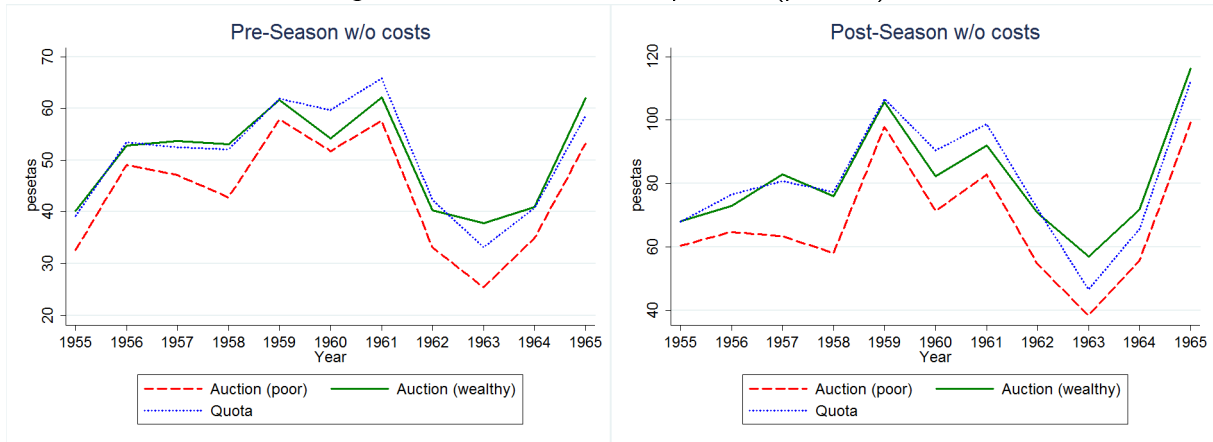 Pre-Season w/o costs
70
60
50
40
30
20
pesetas
1955 1956 1957 1958 1959 1960 1961 1962 1963 1964 1965
Year
Auction (poor) Auction (wealthy)
Quota
Post-Season w/o costs
120
100
80
60
40
pesetas
1955 1956 1957 1958 1959 1960 1961 1962 1963 1964 1965
Year
Auction (poor) Auction (wealthy)
Quota